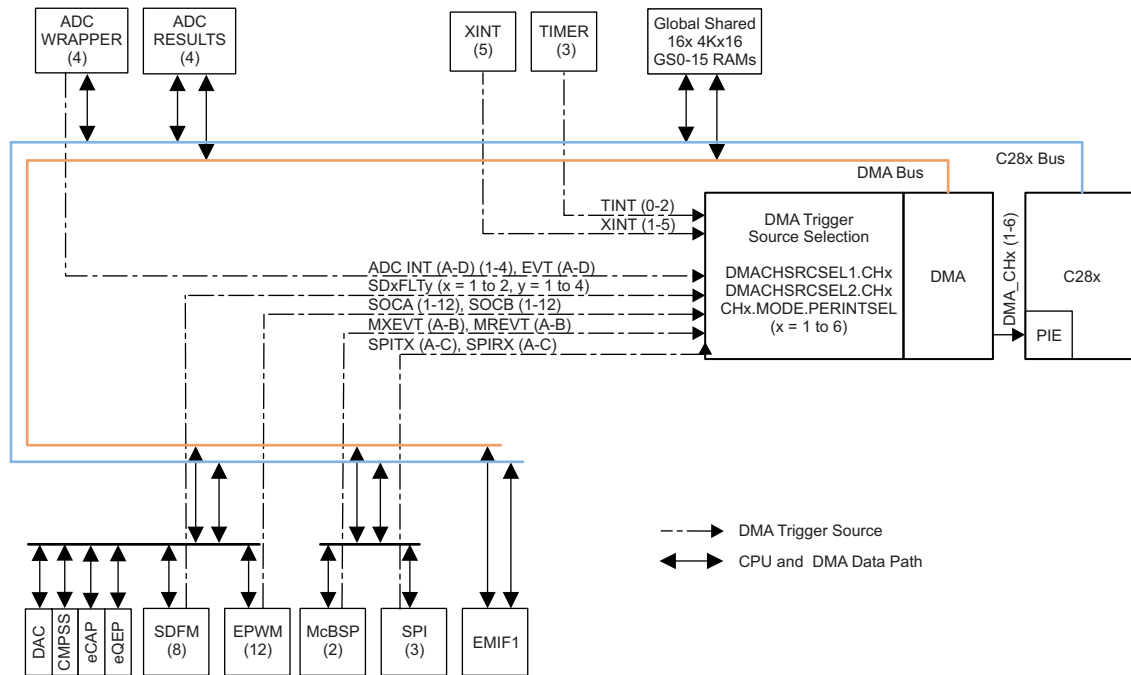 ADC
WRAPPER
(4)
ADC
RESULTS
(4)
XINT
(5)
TIMER
(3)
Global Shared
16x 4Kx16
GS0-15 RAMs
C28x Bus
DMA Bus
TINT (0-2)
XINT (1-5)
ADC INT (A-D) (1-4), EVT (A-D)
SDxFLTy (x = 1 to 2, y = 1 to 4)
SOCA (1-12), SOCB (1-12)
MXEVT (A-B), MREVT (A-B)
SPITX (A-C), SPIRX (A-C)
DMA Trigger
Source Selection
DMACHSRCSEL1.CHx
DMACHSRCSEL2.CHx
CHx.MODE.PERINTSEL
(x = 1 to 6)
DMA
DMA_CHx (1-6)
C28x
PIE
DMA Trigger Source
CPU and DMA Data Path
DAC
CMPSS
eCAP
eQEP
SDFM
(8)
EPWM
(12)
McBSP
(2)
SPI
(3)
EMIF1